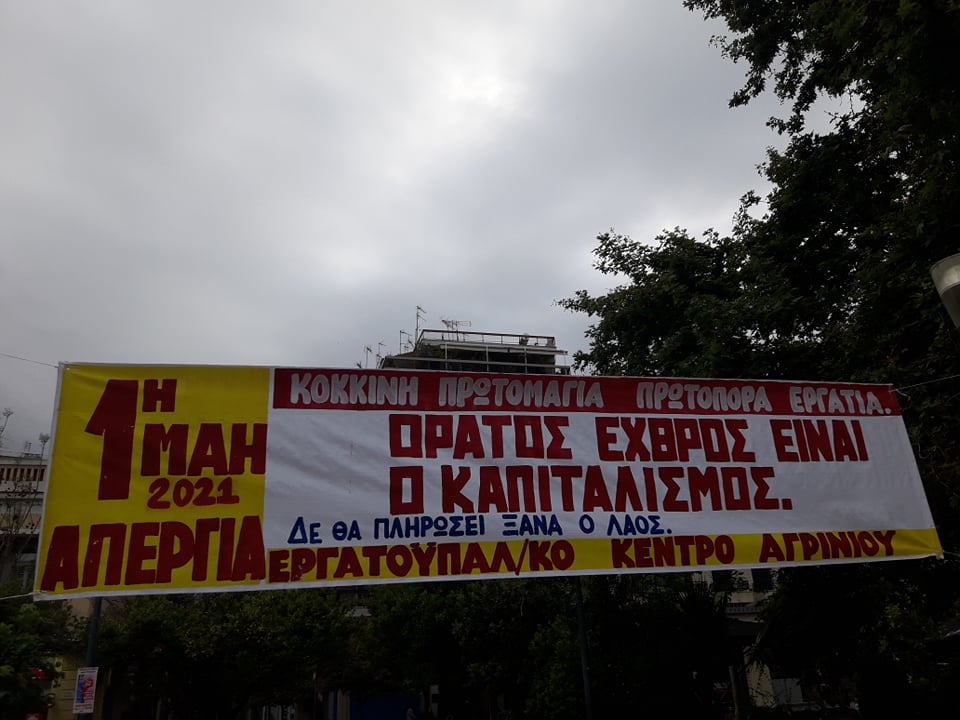 1Η ΜΑΗ
2021
ΑΠΕΡΓΙΑ
ΚΟΚΚΙΝΗ ΠΡΩΤΟΜΑΓΙΑ ΠΡΩΤΟΠΟΡΑ ΕΡΓΑΤΙΑ.
ΟΡΑΤΟΣ ΕΧΘΡΟΣ ΕΙΝΑΙ
Ο ΚΑΠΙΤΑΛΙΣΜΟΣ.
ΔΕ ΘΑ ΠΛΗΡΩΣΕΙ ΞΑΝΑ Ο ΛΑΟΣ.
ΕΡΓΑΤΟΫΠΑΛ/ΚΟ ΚΕΝΤΡΟ ΑΓΡΙΝΙΟΥ